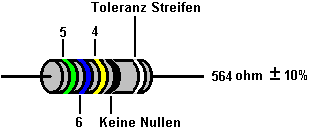 Toleranz Streifen
5 4
564 ohm ± 10%
6 Keine Nullen